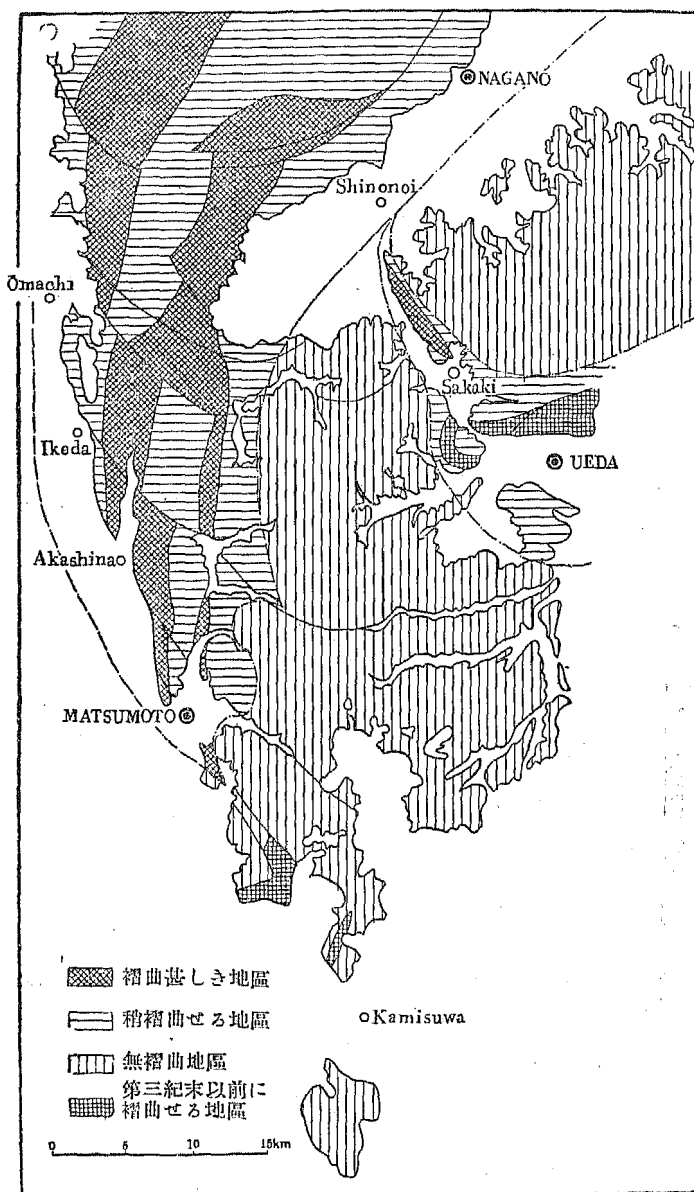 NAGANO
Shinonoi
Ōmachi
Sakaki
Ikeda
UEDA
Akashina
MATSUMOTO
褶曲甚しき地區
稍褶曲せる地區
Kamisuwa
無褶曲地區
第三紀末以前に
褶曲せる地區
0 5 10 15km